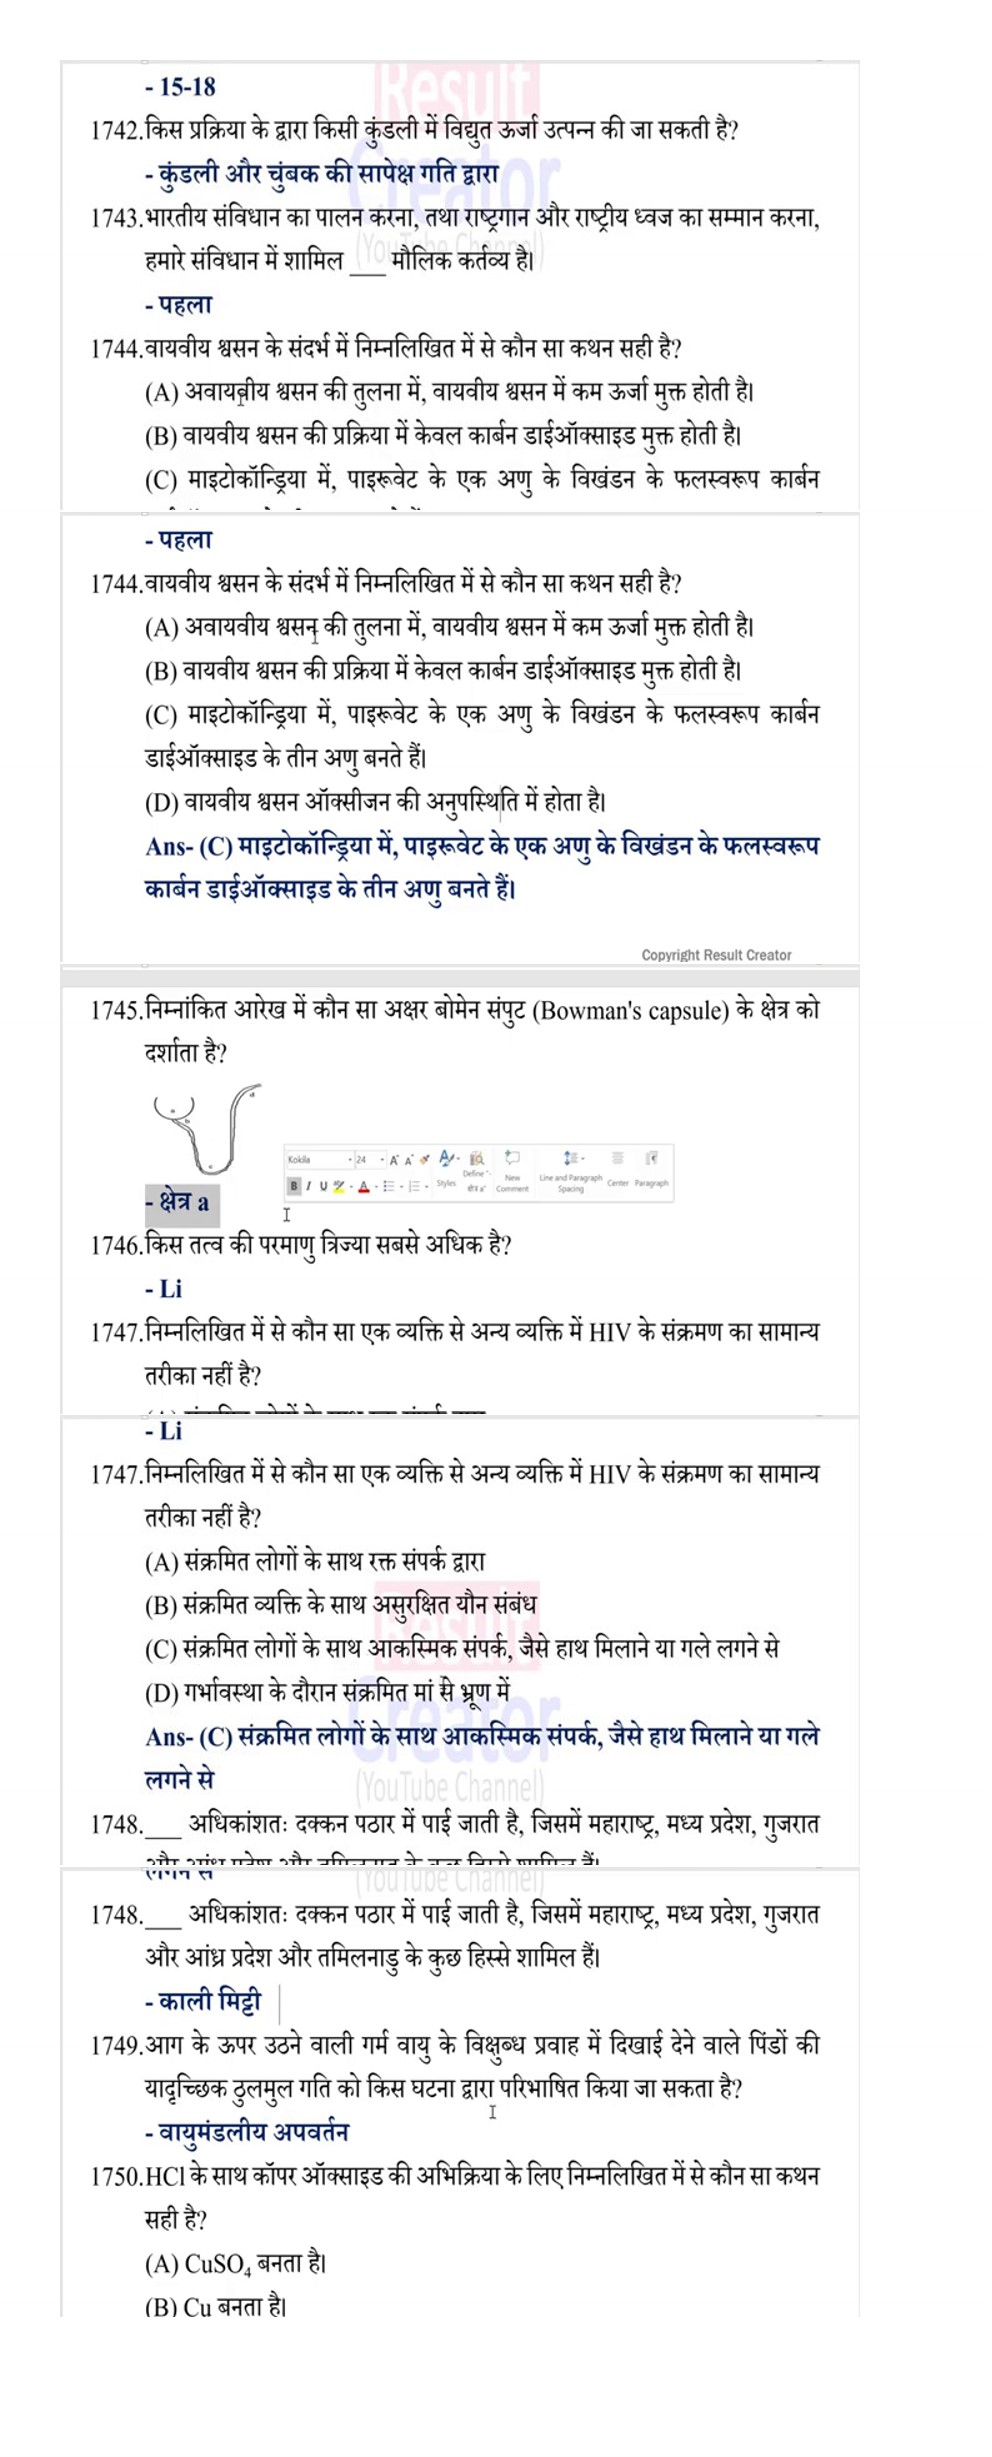 - 15-18
Result
1742.किस प्रक्रिया के द्वारा किसी कुंडली में विद्युत ऊर्जा उत्पन्न की जा सकती है?
Creator
- कुंडली और चुंबक की सापेक्ष गति द्वारा
1743.भारतीय संविधान का पालन करना, तथा राष्ट्रगान और राष्ट्रीय ध्वज का सम्मान करना,
(YouTube Channel)
हमारे संविधान में शामिल ___ मौलिक कर्तव्य है।
- पहला
1744.वायवीय श्वसन के संदर्भ में निम्नलिखित में से कौन सा कथन सही है?
(A) अवायवीय श्वसन की तुलना में, वायवीय श्वसन में कम ऊर्जा मुक्त होती है।
(B) वायवीय श्वसन की प्रक्रिया में केवल कार्बन डाईऑक्साइड मुक्त होती है।
(C) माइटोकॉन्ड्रिया में, पाइरूवेट के एक अणु के विखंडन के फलस्वरूप कार्बन
- पहला
1744.वायवीय श्वसन के संदर्भ में निम्नलिखित में से कौन सा कथन सही है?
(A) अवायवीय श्वसन की तुलना में, वायवीय श्वसन में कम ऊर्जा मुक्त होती है।
(B) वायवीय श्वसन की प्रक्रिया में केवल कार्बन डाईऑक्साइड मुक्त होती है।
(C) माइटोकॉन्ड्रिया में, पाइरूवेट के एक अणु के विखंडन के फलस्वरूप कार्बन
डाईऑक्साइड के तीन अणु बनते हैं।
(D) वायवीय श्वसन ऑक्सीजन की अनुपस्थिति में होता है।
Ans- (C) माइटोकॉन्ड्रिया में, पाइरूवेट के एक अणु के विखंडन के फलस्वरूप
कार्बन डाईऑक्साइड के तीन अणु बनते हैं।
Copyright Result Creator
1745.निम्नांकित आरेख में कौन सा अक्षर बोमेन संपुट (Bowman's capsule) के क्षेत्र को
दर्शाता है?
Kokila 24
Define
B I U Styles New Comment Line and Paragraph Spacing Center Paragraph
- क्षेत्र a
1746.किस तत्व की परमाणु त्रिज्या सबसे अधिक है?
- Li
1747.निम्नलिखित में से कौन सा एक व्यक्ति से अन्य व्यक्ति में HIV के संक्रमण का सामान्य
तरीका नहीं है?
- Li
1747.निम्नलिखित में से कौन सा एक व्यक्ति से अन्य व्यक्ति में HIV के संक्रमण का सामान्य
तरीका नहीं है?
(A) संक्रमित लोगों के साथ रक्त संपर्क द्वारा
(B) संक्रमित व्यक्ति के साथ असुरक्षित यौन संबंध
Result
(C) संक्रमित लोगों के साथ आकस्मिक संपर्क, जैसे हाथ मिलाने या गले लगने से
(D) गर्भावस्था के दौरान संक्रमित मां से भ्रूण में
Creator
Ans- (C) संक्रमित लोगों के साथ आकस्मिक संपर्क, जैसे हाथ मिलाने या गले
लगने से
(YouTube Channel)
1748.___ अधिकांशतः दक्कन पठार में पाई जाती है, जिसमें महाराष्ट्र, मध्य प्रदेश, गुजरात
लगने से
(YouTube Channel)
1748.___ अधिकांशतः दक्कन पठार में पाई जाती है, जिसमें महाराष्ट्र, मध्य प्रदेश, गुजरात
और आंध्र प्रदेश और तमिलनाडु के कुछ हिस्से शामिल हैं।
- काली मिट्टी
1749.आग के ऊपर उठने वाली गर्म वायु के विक्षुब्ध प्रवाह में दिखाई देने वाले पिंडों की
यादृच्छिक ठुलमुल गति को किस घटना द्वारा परिभाषित किया जा सकता है?
- वायुमंडलीय अपवर्तन
1750.HCl के साथ कॉपर ऑक्साइड की अभिक्रिया के लिए निम्नलिखित में से कौन सा कथन
सही है?
(A) CuSO₄ बनता है।
(B) Cu बनता है।